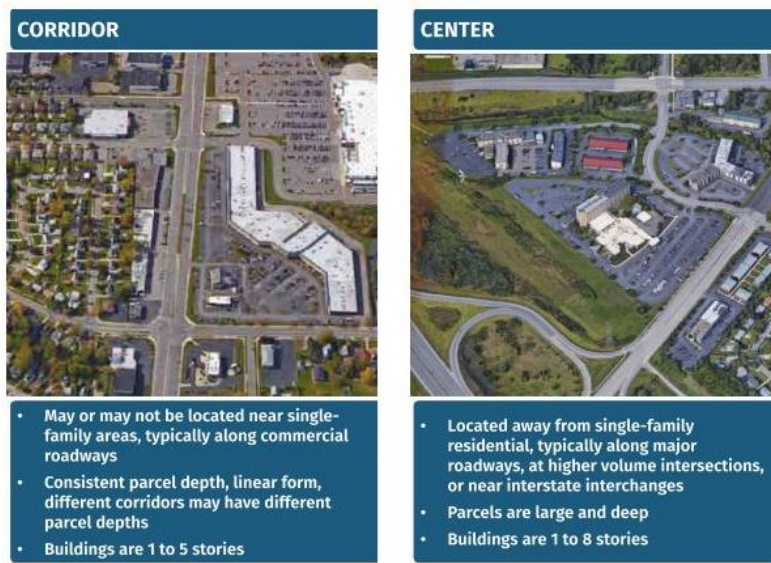 CORRIDOR
• May or may not be located near single-
family areas, typically along commercial
roadways
• Consistent parcel depth, linear form,
different corridors may have different
parcel depths
• Buildings are 1 to 5 stories
CENTER
• Located away from single-family
residential, typically along major
roadways, at higher volume intersections,
or near interstate interchanges
• Parcels are large and deep
• Buildings are 1 to 8 stories